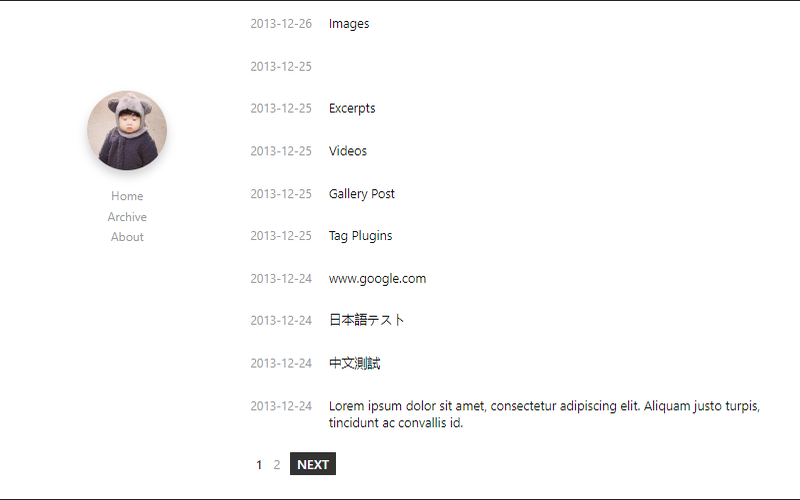 Home
Archive
About
2013-12-26 Images
2013-12-25
2013-12-25 Excerpts
2013-12-25 Videos
2013-12-25 Gallery Post
2013-12-25 Tag Plugins
2013-12-24 www.google.com
2013-12-24 日本語テスト
2013-12-24 中文測試
2013-12-24 Lorem ipsum dolor sit amet, consectetur adipiscing elit. Aliquam justo turpis,
tincidunt ac convallis id.
1 2 NEXT